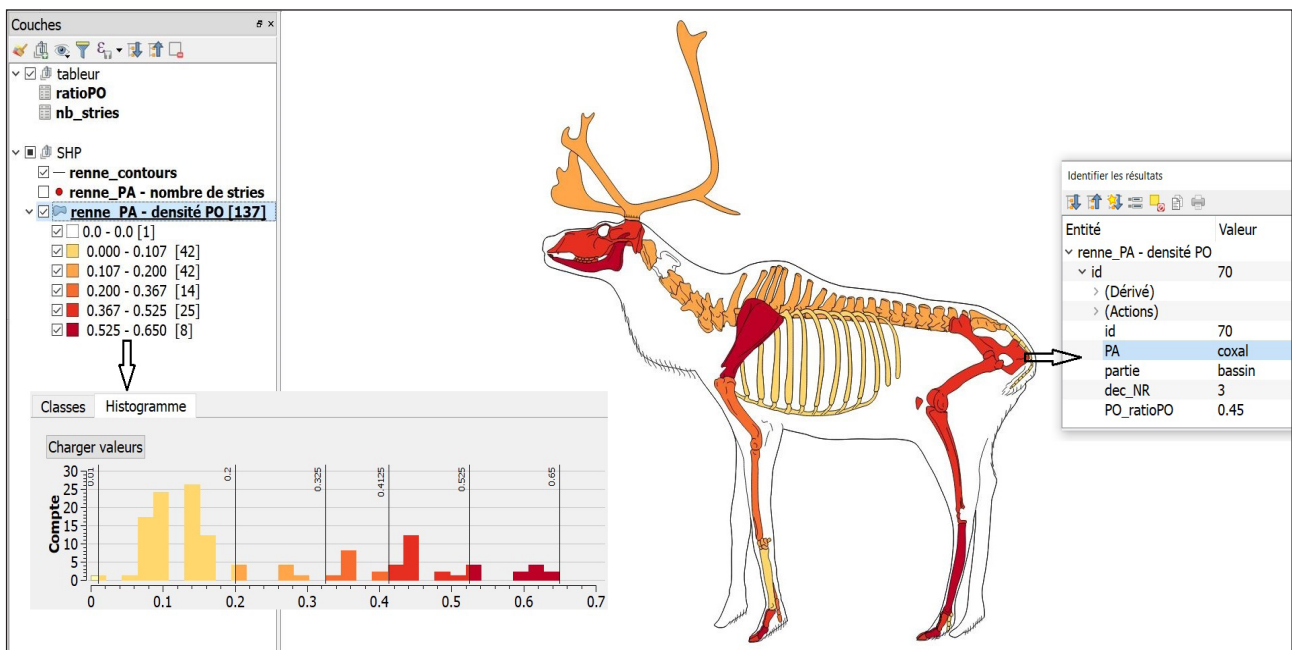 Couches
tableur
ratioPO
nb_stries
SHP
renne_contours
renne_PA - nombre de stries
renne_PA - densité PO [137]
0.0 - 0.0 [1]
0.000 - 0.107 [42]
0.107 - 0.200 [42]
0.200 - 0.367 [14]
0.367 - 0.525 [25]
0.525 - 0.650 [8]
Classes Histogramme
Charger valeurs
Compte
30
25
20
15
10
5
0
0.01 0.2 0.325 0.4125 0.525 0.65
0 0.1 0.2 0.3 0.4 0.5 0.6 0.7
Identifier les résultats
Entité Valeur
renne_PA - densité PO
id 70
(Dérivé)
(Actions)
id 70
PA coxal
partie bassin
dec_NR 3
PO_ratioPO 0.45